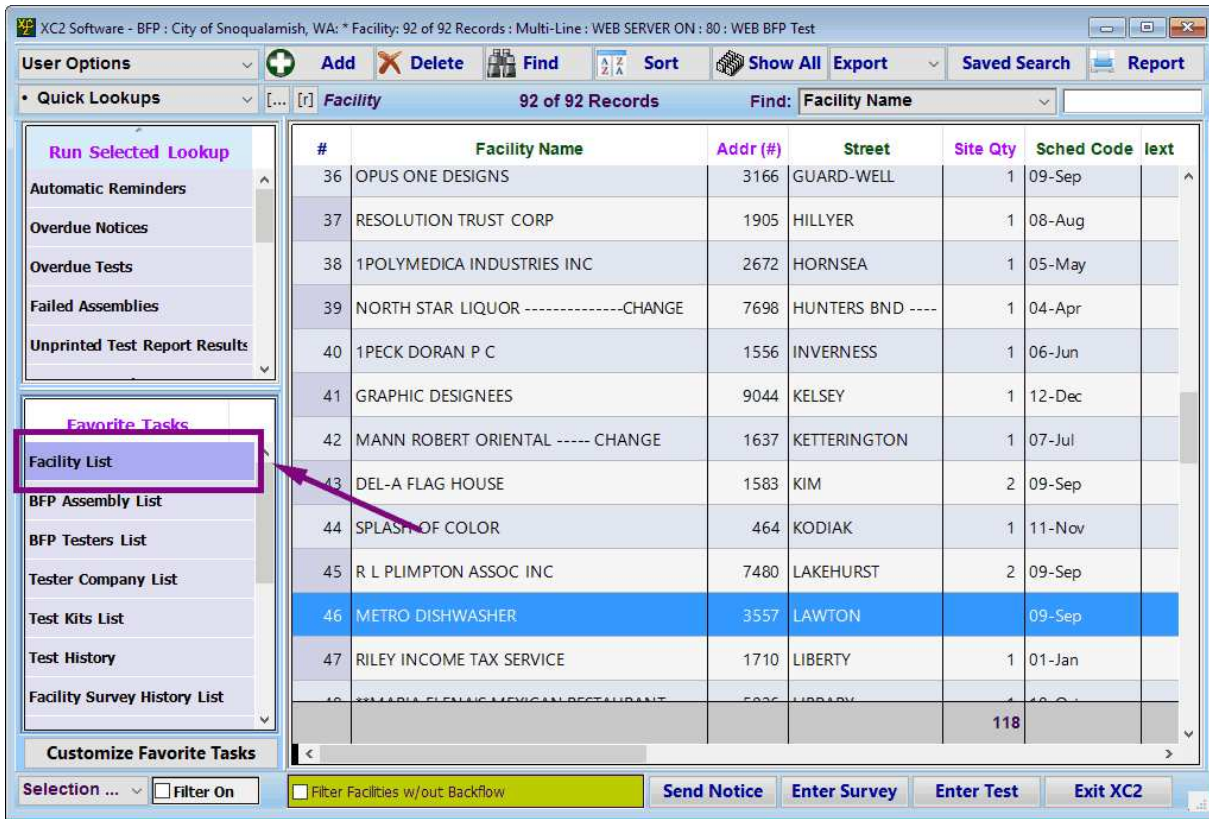 XC2 Software - BFP : City of Snoqualamish, WA: * Facility: 92 of 92 Records : Multi-Line : WEB SERVER ON : 80 : WEB BFP Test
User Options Add Delete Find Sort Show All Export Saved Search Report
• Quick Lookups [... [r] Facility 92 of 92 Records Find: Facility Name
Run Selected Lookup
Automatic Reminders
Overdue Notices
Overdue Tests
Failed Assemblies
Unprinted Test Report Results
Favorite Tasks
Facility List
BFP Assembly List
BFP Testers List
Tester Company List
Test Kits List
Test History
Facility Survey History List
Customize Favorite Tasks
# Facility Name Addr (#) Street Site Qty Sched Code lext
36 OPUS ONE DESIGNS 3166 GUARD-WELL 1 09-Sep
37 RESOLUTION TRUST CORP 1905 HILLYER 1 08-Aug
38 1POLYMEDICA INDUSTRIES INC 2672 HORNSEA 1 05-May
39 NORTH STAR LIQUOR --------------CHANGE 7698 HUNTERS BND ---- 1 04-Apr
40 1PECK DORAN P C 1556 INVERNESS 1 06-Jun
41 GRAPHIC DESIGNEES 9044 KELSEY 1 12-Dec
42 MANN ROBERT ORIENTAL ----- CHANGE 1637 KETTERINGTON 1 07-Jul
43 DEL-A FLAG HOUSE 1583 KIM 2 09-Sep
44 SPLASH OF COLOR 464 KODIAK 1 11-Nov
45 R L PLIMPTON ASSOC INC 7480 LAKEHURST 2 09-Sep
46 METRO DISHWASHER 3557 LAWTON 09-Sep
47 RILEY INCOME TAX SERVICE 1710 LIBERTY 1 01-Jan
118
Selection ... Filter On Filter Facilities w/out Backflow Send Notice Enter Survey Enter Test Exit XC2